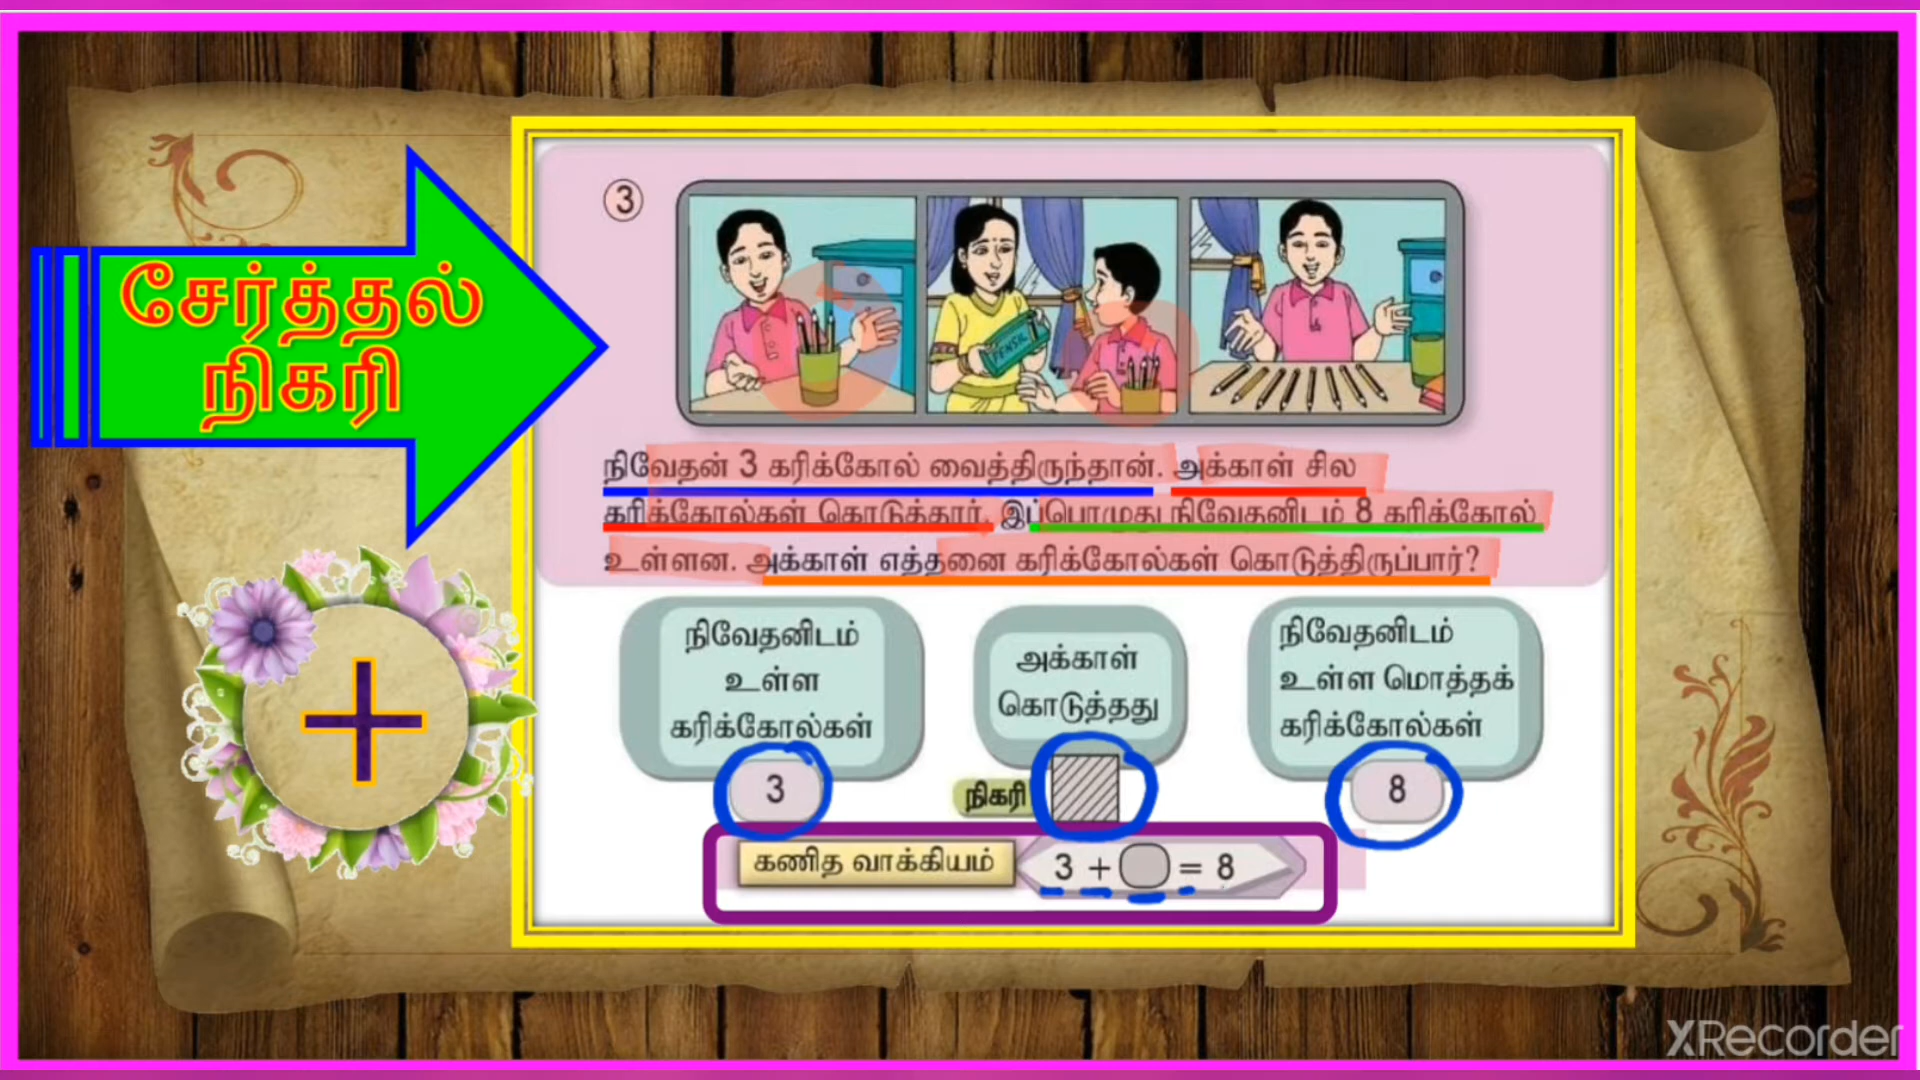 சேர்த்தல்
நிகரி
3
PENSIL
நிவேதன் 3 கரிக்கோல் வைத்திருந்தான். அக்காள் சில
கரிக்கோல்கள் கொடுத்தார். இப்பொழுது நிவேதனிடம் 8 கரிக்கோல்
உள்ளன. அக்காள் எத்தனை கரிக்கோல்கள் கொடுத்திருப்பார்?
நிவேதனிடம்
உள்ள
கரிக்கோல்கள்
அக்காள்
கொடுத்தது
நிவேதனிடம்
உள்ள மொத்தக்
கரிக்கோல்கள்
3
நிகரி
8
கணித வாக்கியம்
3 + = 8
+
XRecorder